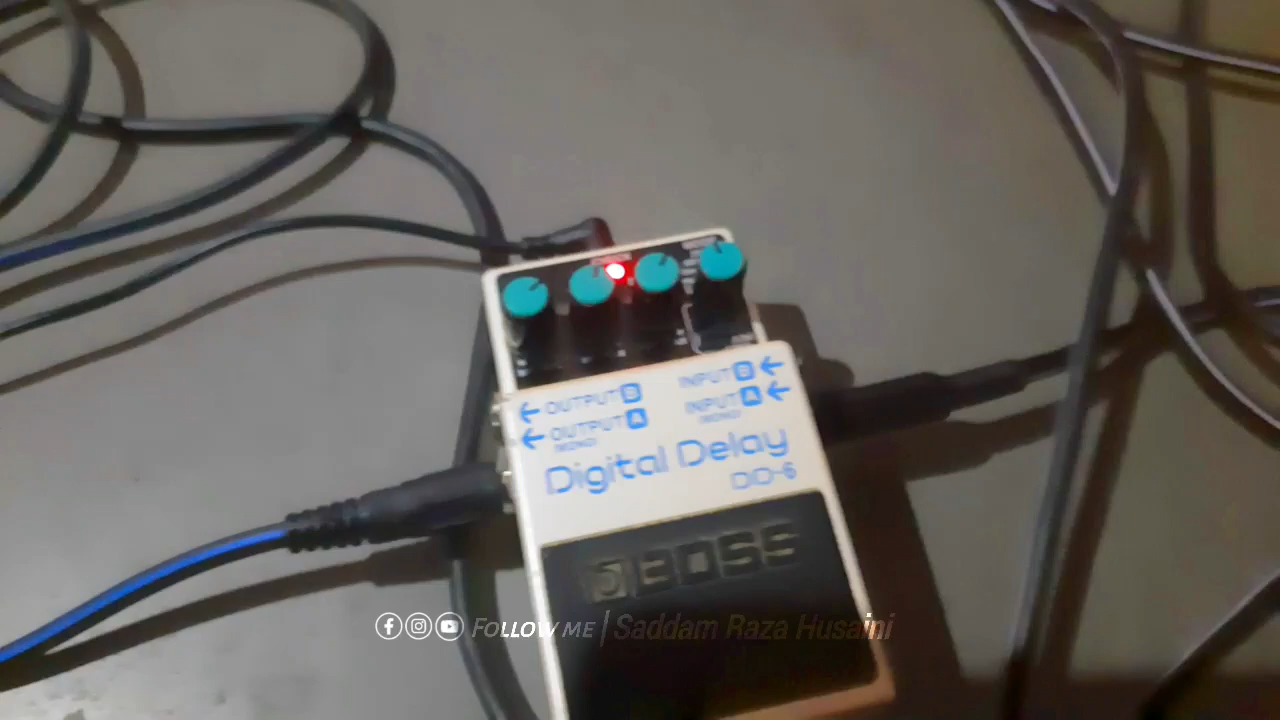 OUTPUT B
INPUT B
OUTPUT A
INPUT A
MONO
MONO
Digital Delay
DD-6
BOSS
FOLLOW ME | Saddam Raza Husaini